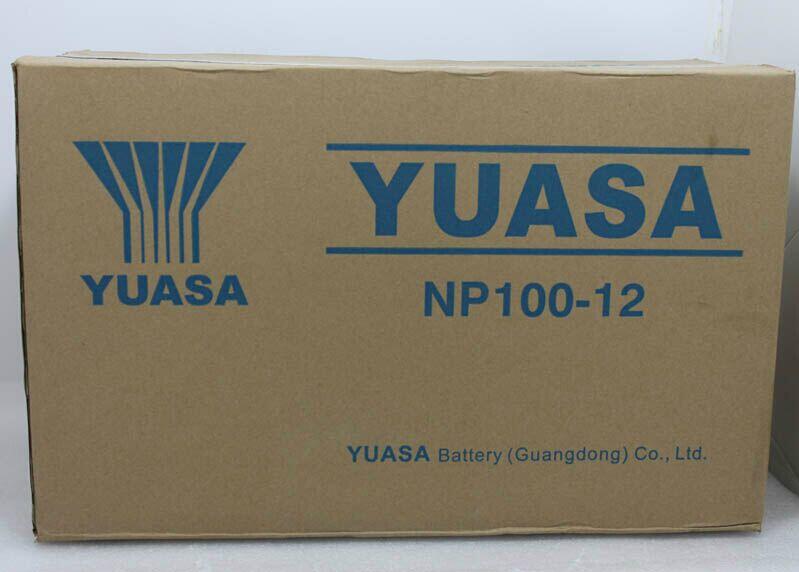 YUASA
YUASA
NP100-12
YUASA Battery (Guangdong) Co., Ltd.